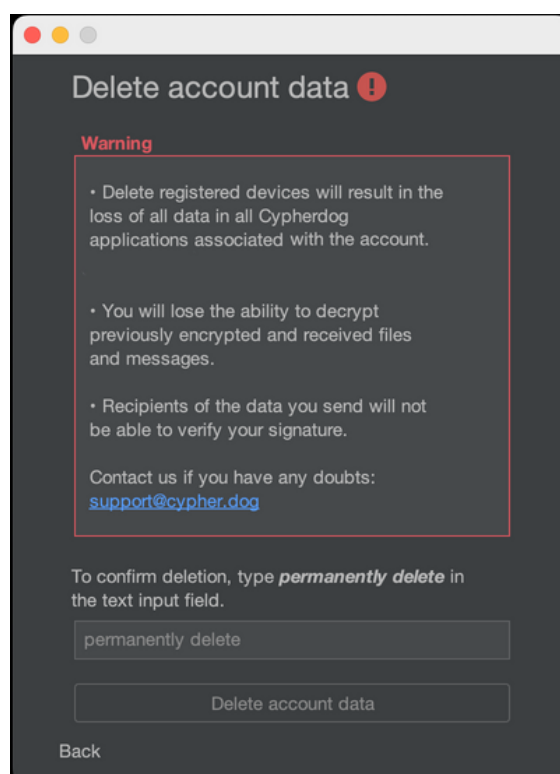 Delete account data
Warning
• Delete registered devices will result in the
loss of all data in all Cypherdog
applications associated with the account.
• You will lose the ability to decrypt
previously encrypted and received files
and messages.
• Recipients of the data you send will not
be able to verify your signature.
Contact us if you have any doubts:
support@cypher.dog
To confirm deletion, type permanently delete in
the text input field.
permanently delete
Delete account data
Back